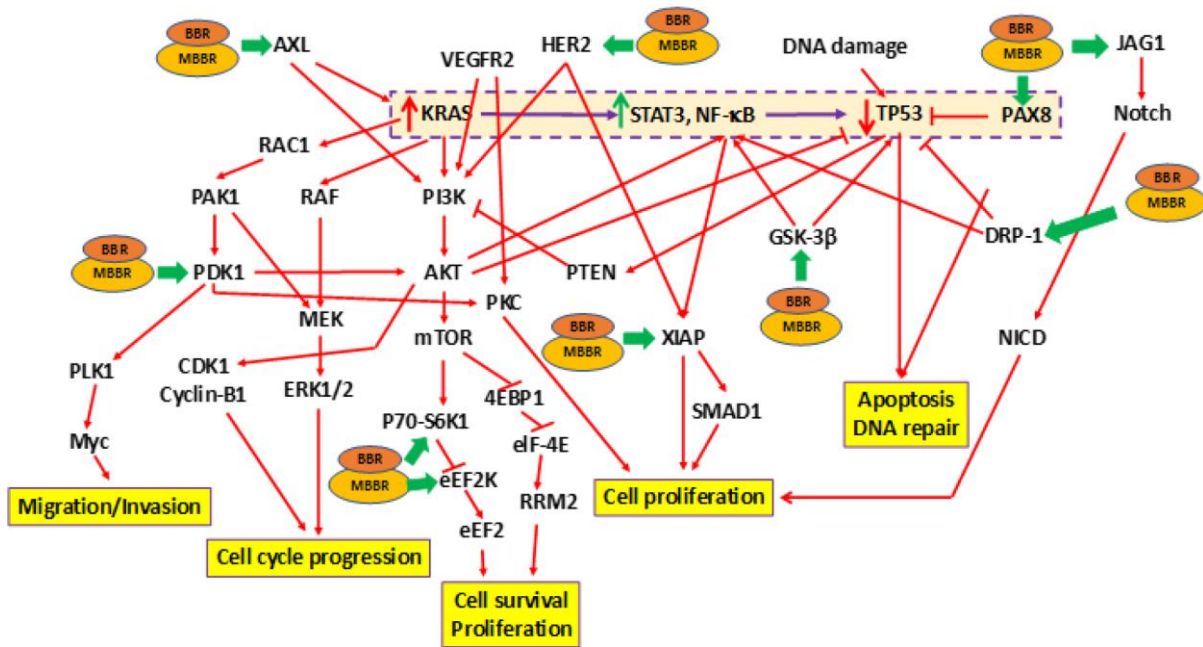 BBR
MBBR
AXL
VEGFR2
HER2
BBR
MBBR
DNA damage
BBR
MBBR
JAG1
KRAS
STAT3, NF-κB
TP53
PAX8
Notch
RAC1
PAK1
RAF
PI3K
BBR
MBBR
DRP-1
GSK-3β
BBR
MBBR
PDK1
AKT
PTEN
PKC
BBR
MBBR
MEK
mTOR
BBR
MBBR
XIAP
NICD
PLK1
CDK1
Cyclin-B1
ERK1/2
4EBP1
SMAD1
Apoptosis
DNA repair
Myc
P70-S6K1
eIF-4E
BBR
MBBR
eEF2K
RRM2
Cell proliferation
Migration/Invasion
eEF2
Cell cycle progression
Cell survival
Proliferation